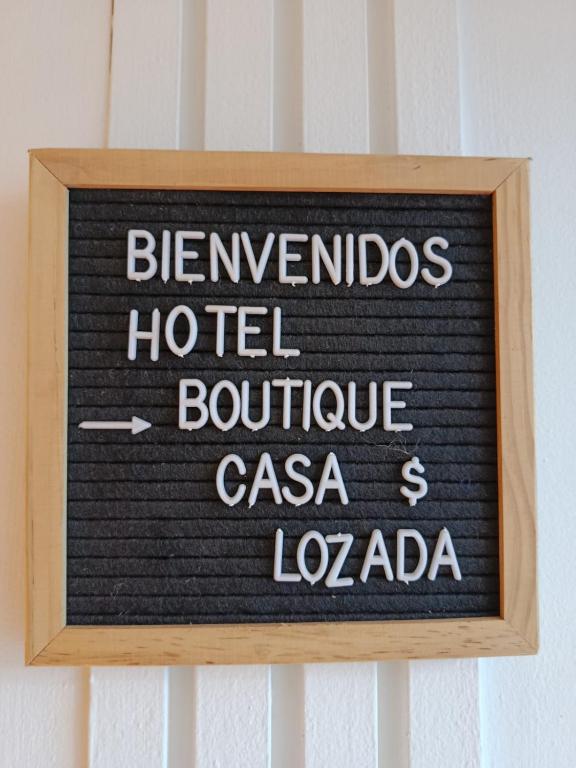 BIENVENIDOS
HOTEL
→ BOUTIQUE
CASA $
LOZADA